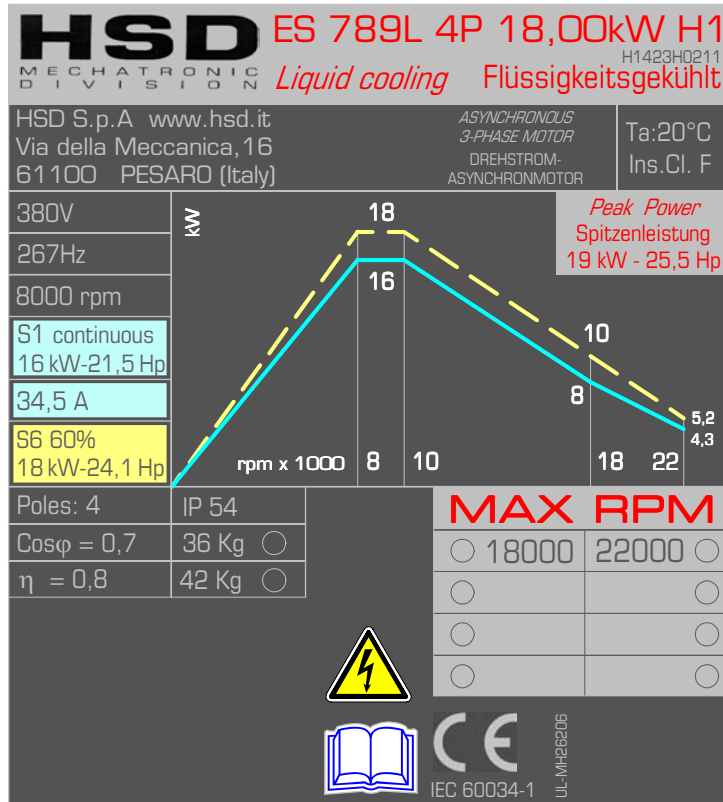 HSD
MECHATRONIC
DIVISION
ES 789L 4P 18,00kW H1
H1423H0211
Liquid cooling Flüssigkeitsgekühlt
HSD S.p.A www.hsd.it
Via della Meccanica,16
61100 PESARO (Italy)
ASYNCHRONOUS
3-PHASE MOTOR
DREHSTROM-
ASYNCHRONMOTOR
Ta:20°C
Ins.Cl. F
380V
267Hz
8000 rpm
S1 continuous
16 kW-21,5 Hp
34,5 A
S6 60%
18 kW-24,1 Hp
kW
18
16
10
8
5,2
4,3
rpm x 1000 8 10 18 22
Peak Power
Spitzenleistung
19 kW - 25,5 Hp
Poles: 4 IP 54
Cosφ = 0,7 36 Kg
η = 0,8 42 Kg
MAX RPM
18000 22000
CE
IEC 60034-1
UL-MH26206